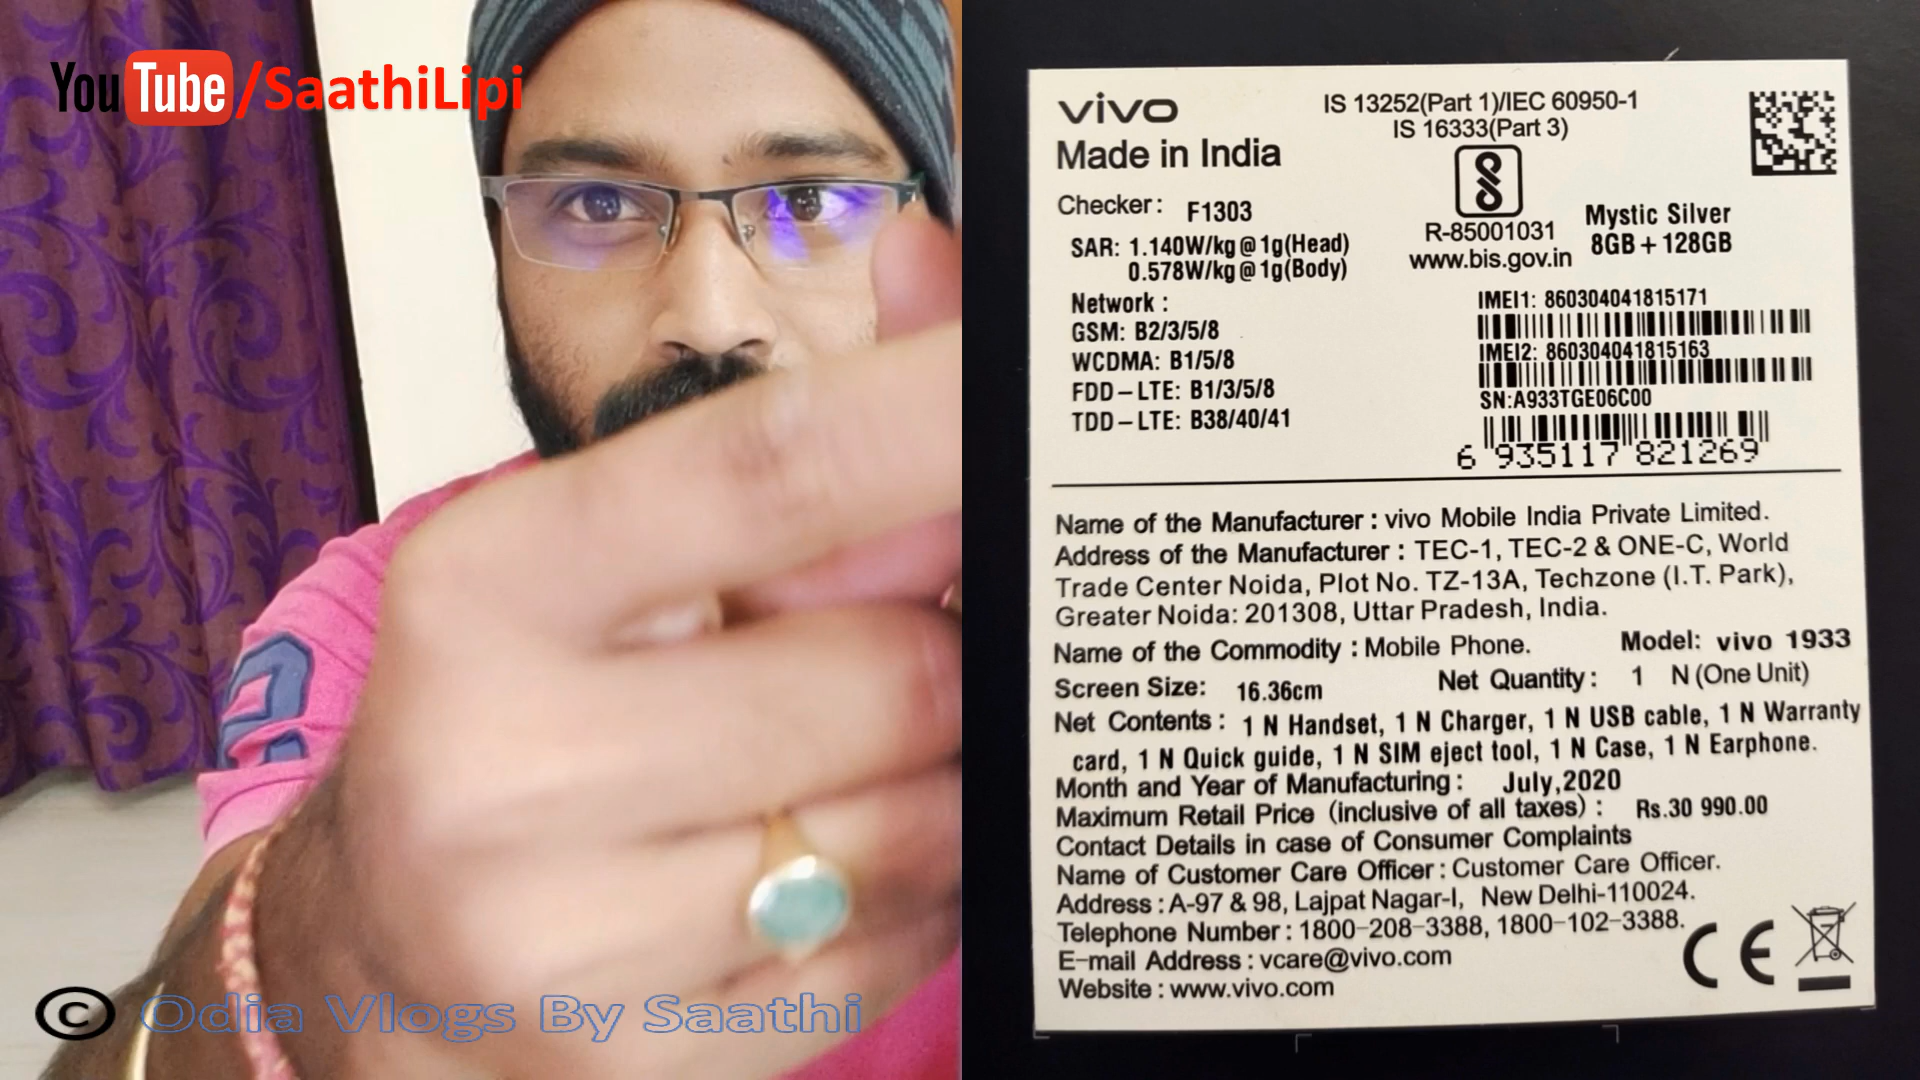 YouTube/SaathiLipi
© Odia Vlogs By Saathi
vivo
Made in India
Checker: F1303
SAR: 1.140W/kg@1g(Head)
0.578W/kg@1g(Body)
Network :
GSM: B2/3/5/8
WCDMA: B1/5/8
FDD-LTE: B1/3/5/8
TDD-LTE: B38/40/41
IS 13252(Part 1)/IEC 60950-1
IS 16333(Part 3)
R-85001031
www.bis.gov.in
Mystic Silver
8GB+128GB
IMEI1: 860304041815171
IMEI2: 860304041815163
SN:A933TGE06C00
6 935117 821269
Name of the Manufacturer : vivo Mobile India Private Limited.
Address of the Manufacturer : TEC-1, TEC-2 & ONE-C, World
Trade Center Noida, Plot No. TZ-13A, Techzone (I.T. Park),
Greater Noida: 201308, Uttar Pradesh, India.
Name of the Commodity : Mobile Phone. Model: vivo 1933
Screen Size: 16.36cm Net Quantity: 1 N (One Unit)
Net Contents : 1 N Handset, 1 N Charger, 1 N USB cable, 1 N Warranty
card, 1 N Quick guide, 1 N SIM eject tool, 1 N Case, 1 N Earphone.
Month and Year of Manufacturing : July,2020
Maximum Retail Price (inclusive of all taxes) : Rs.30 990.00
Contact Details in case of Consumer Complaints
Name of Customer Care Officer : Customer Care Officer.
Address : A-97 & 98, Lajpat Nagar-I, New Delhi-110024.
Telephone Number : 1800-208-3388, 1800-102-3388.
E-mail Address : vcare@vivo.com
Website : www.vivo.com
CE